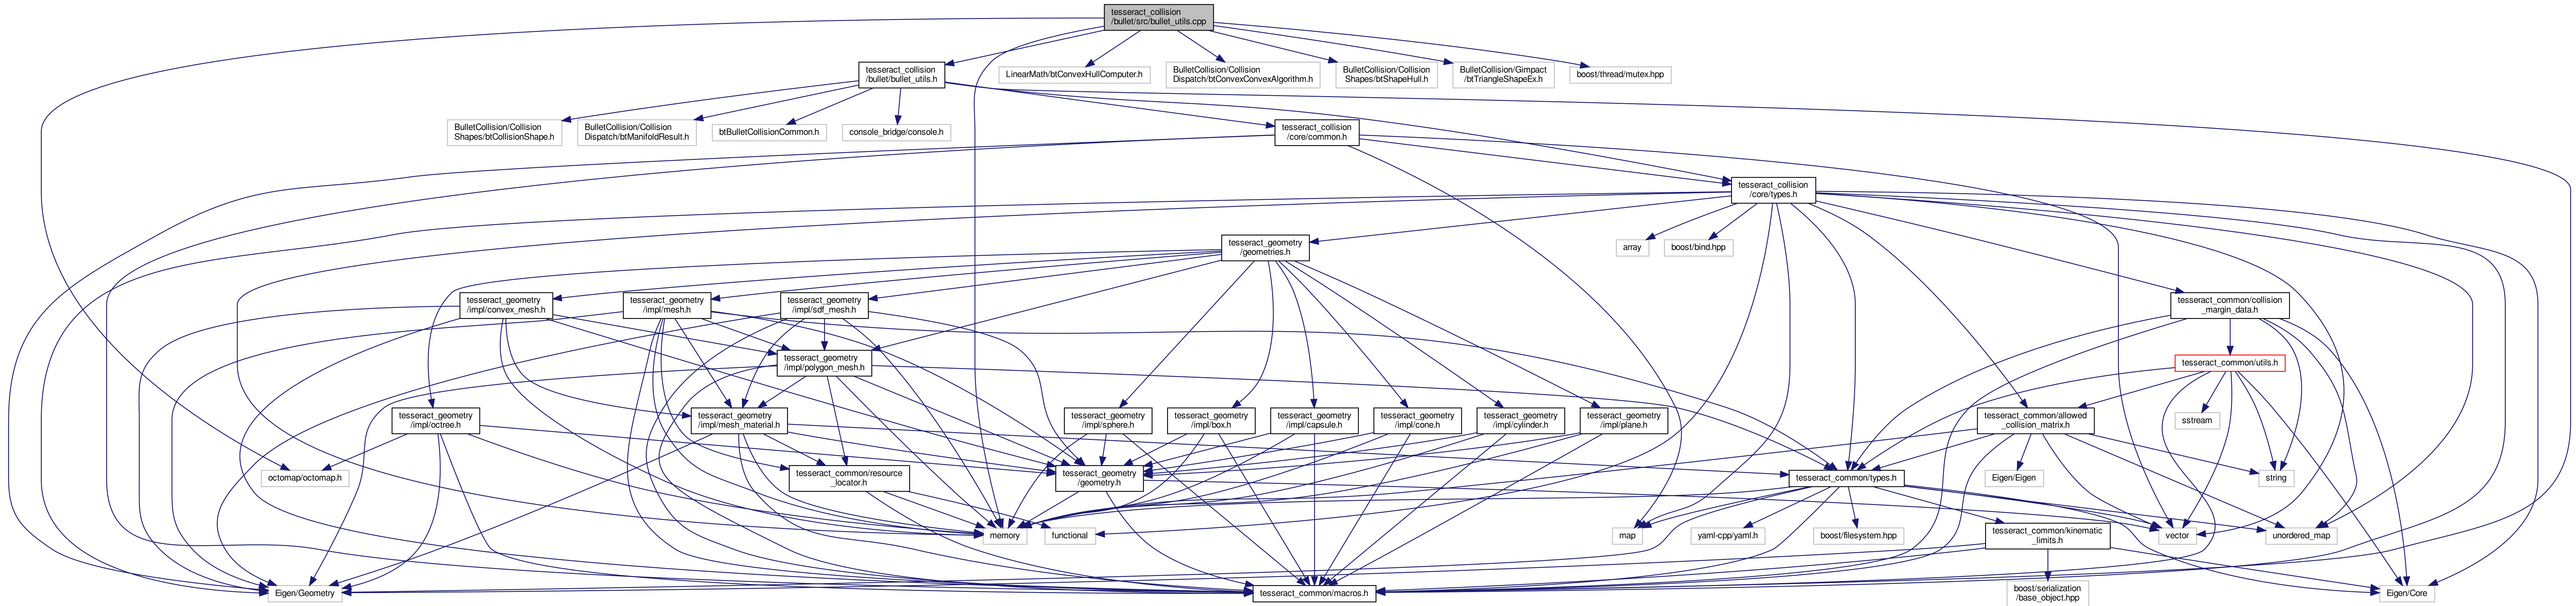 tesseract_collision
/bullet/src/bullet_utils.cpp
tesseract_collision
/bullet/bullet_utils.h
LinearMath/btConvexHullComputer.h
BulletCollision/Collision
Dispatch/btConvexConvexAlgorithm.h
BulletCollision/Collision
Shapes/btShapeHull.h
BulletCollision/Gimpact
/btTriangleShapeEx.h
boost/thread/mutex.hpp
BulletCollision/Collision
Shapes/btCollisionShape.h
BulletCollision/Collision
Dispatch/btManifoldResult.h
btBulletCollisionCommon.h
console_bridge/console.h
tesseract_collision
/core/common.h
tesseract_collision
/core/types.h
tesseract_geometry
/geometries.h
array
boost/bind.hpp
tesseract_geometry
/impl/convex_mesh.h
tesseract_geometry
/impl/mesh.h
tesseract_geometry
/impl/sdf_mesh.h
tesseract_common/collision
_margin_data.h
tesseract_geometry
/impl/polygon_mesh.h
tesseract_common/utils.h
tesseract_geometry
/impl/octree.h
tesseract_geometry
/impl/mesh_material.h
tesseract_geometry
/impl/sphere.h
tesseract_geometry
/impl/box.h
tesseract_geometry
/impl/capsule.h
tesseract_geometry
/impl/cone.h
tesseract_geometry
/impl/cylinder.h
tesseract_geometry
/impl/plane.h
tesseract_common/allowed
_collision_matrix.h
sstream
octomap/octomap.h
tesseract_common/resource
_locator.h
tesseract_geometry
/geometry.h
tesseract_common/types.h
Eigen/Eigen
string
memory
functional
map
yaml-cpp/yaml.h
boost/filesystem.hpp
tesseract_common/kinematic
_limits.h
vector
unordered_map
Eigen/Geometry
tesseract_common/macros.h
boost/serialization
/base_object.hpp
Eigen/Core